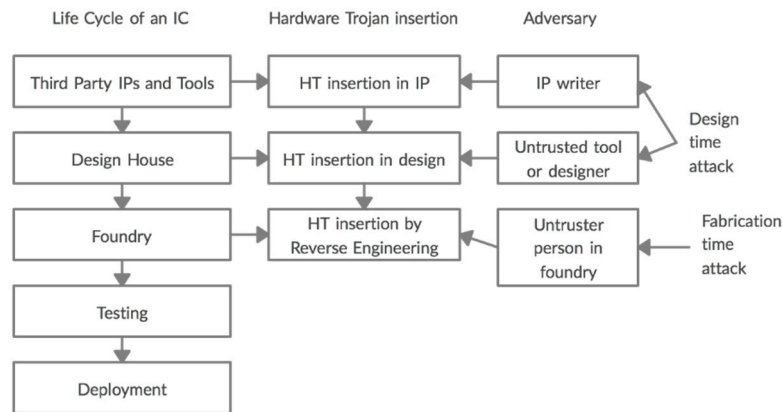 Life Cycle of an IC
Hardware Trojan insertion
Adversary
Third Party IPs and Tools
HT insertion in IP
IP writer
Design
time
attack
Design House
HT insertion in design
Untrusted tool
or designer
Foundry
HT insertion by
Reverse Engineering
Untruster
person in
foundry
Fabrication
time
attack
Testing
Deployment